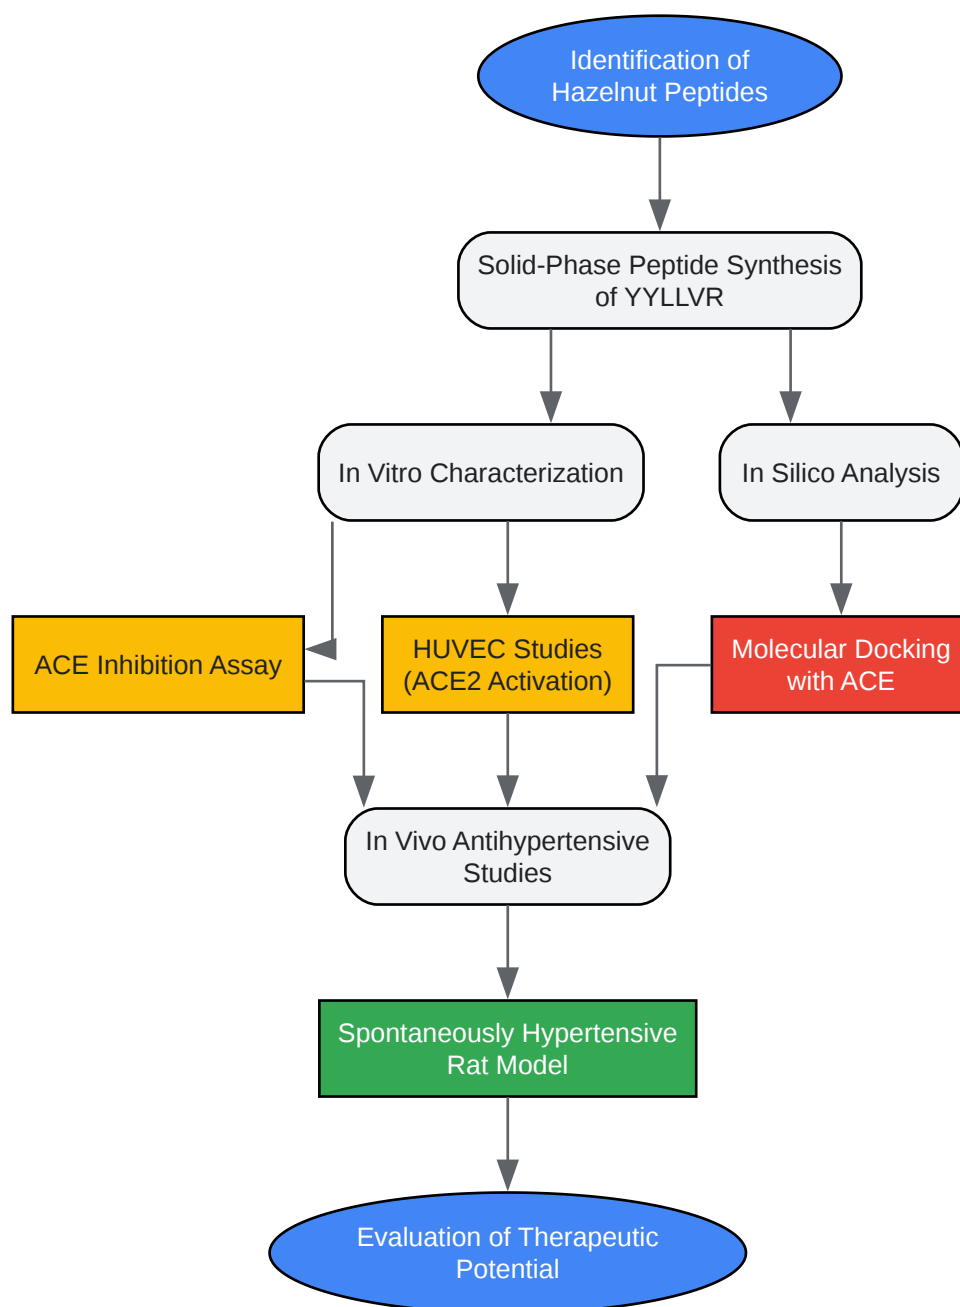 Identification of
Hazelnut Peptides
Solid-Phase Peptide Synthesis
of YYLLVR
In Vitro Characterization
In Silico Analysis
ACE Inhibition Assay
HUVEC Studies
(ACE2 Activation)
Molecular Docking
with ACE
In Vivo Antihypertensive
Studies
Spontaneously Hypertensive
Rat Model
Evaluation of Therapeutic
Potential